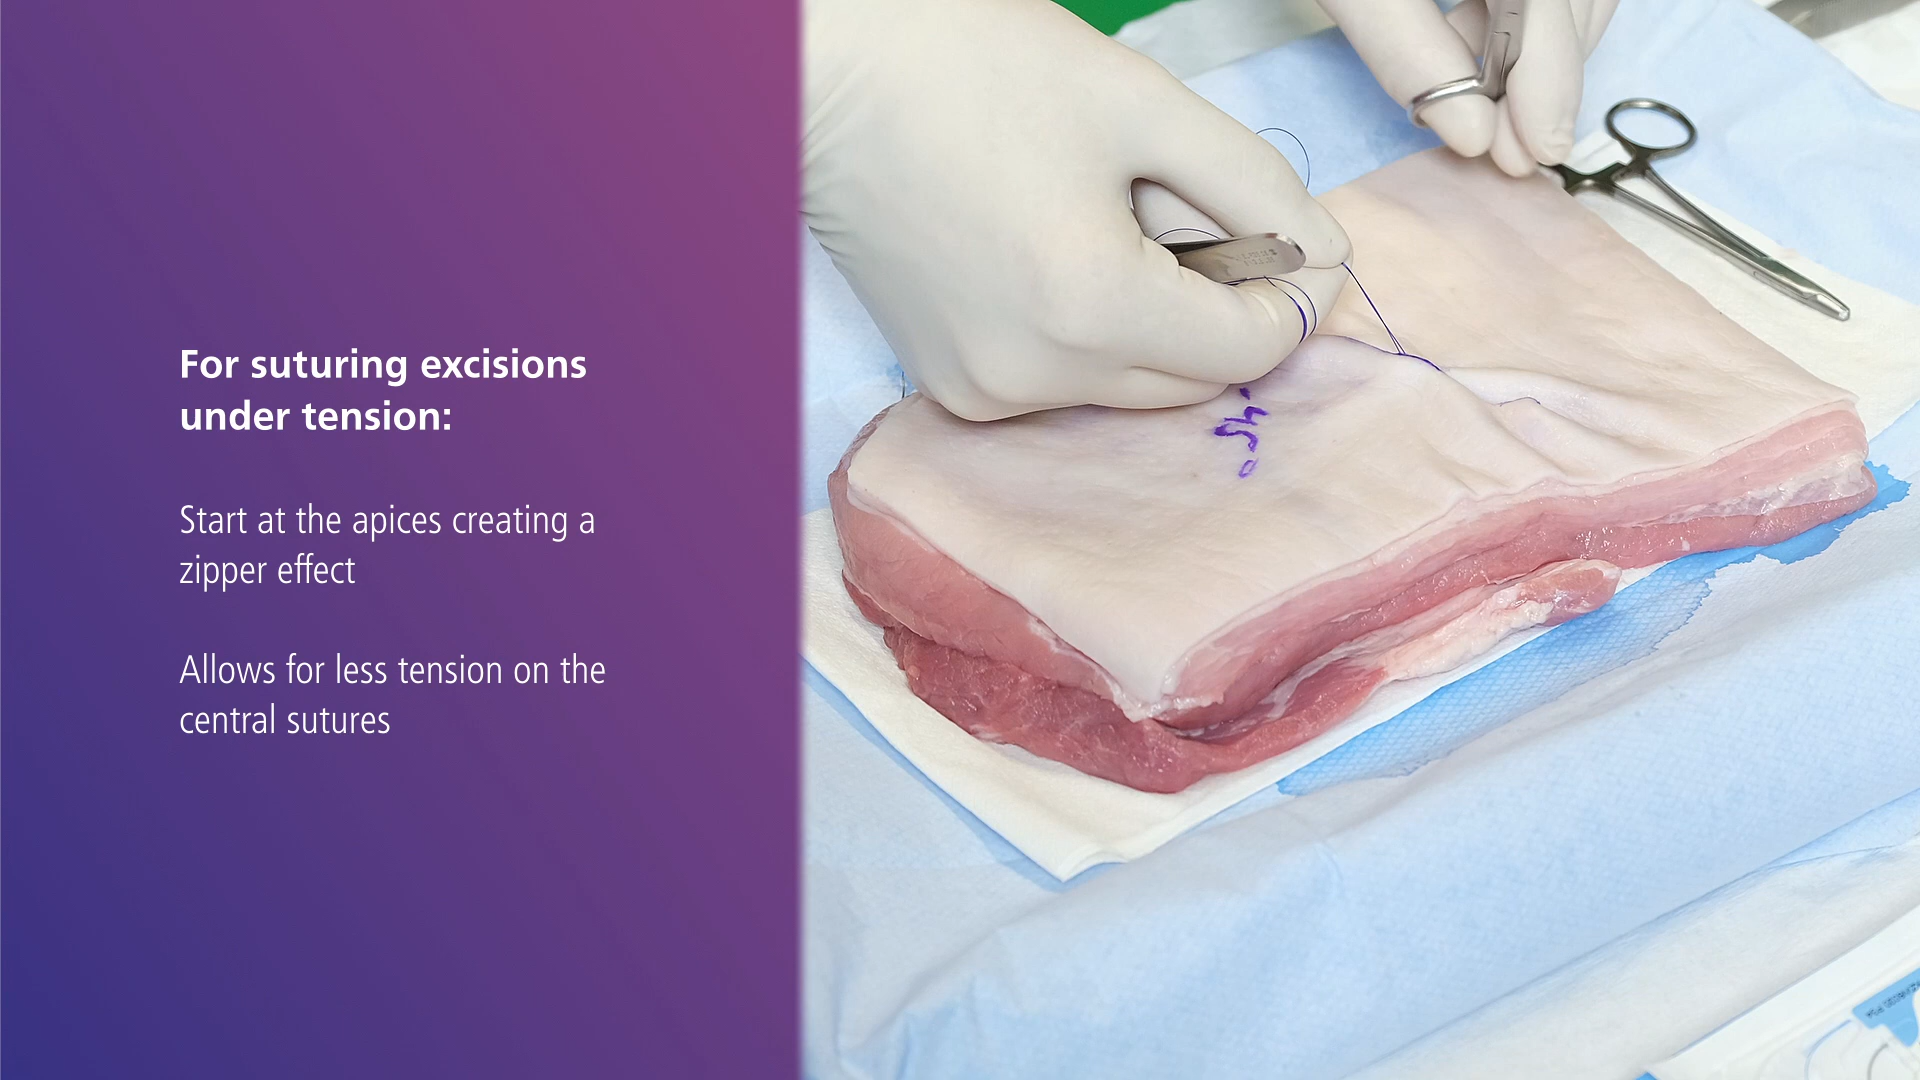 For suturing excisions
under tension:
Start at the apices creating a
zipper effect
Allows for less tension on the
central sutures